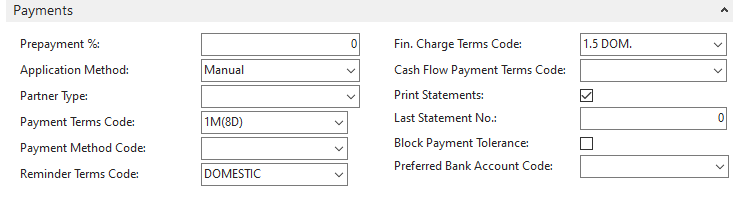 Payments
Prepayment %: 0
Application Method: Manual
Partner Type:
Payment Terms Code: 1M(8D)
Payment Method Code:
Reminder Terms Code: DOMESTIC
Fin. Charge Terms Code: 1.5 DOM.
Cash Flow Payment Terms Code:
Print Statements:
Last Statement No.: 0
Block Payment Tolerance:
Preferred Bank Account Code: